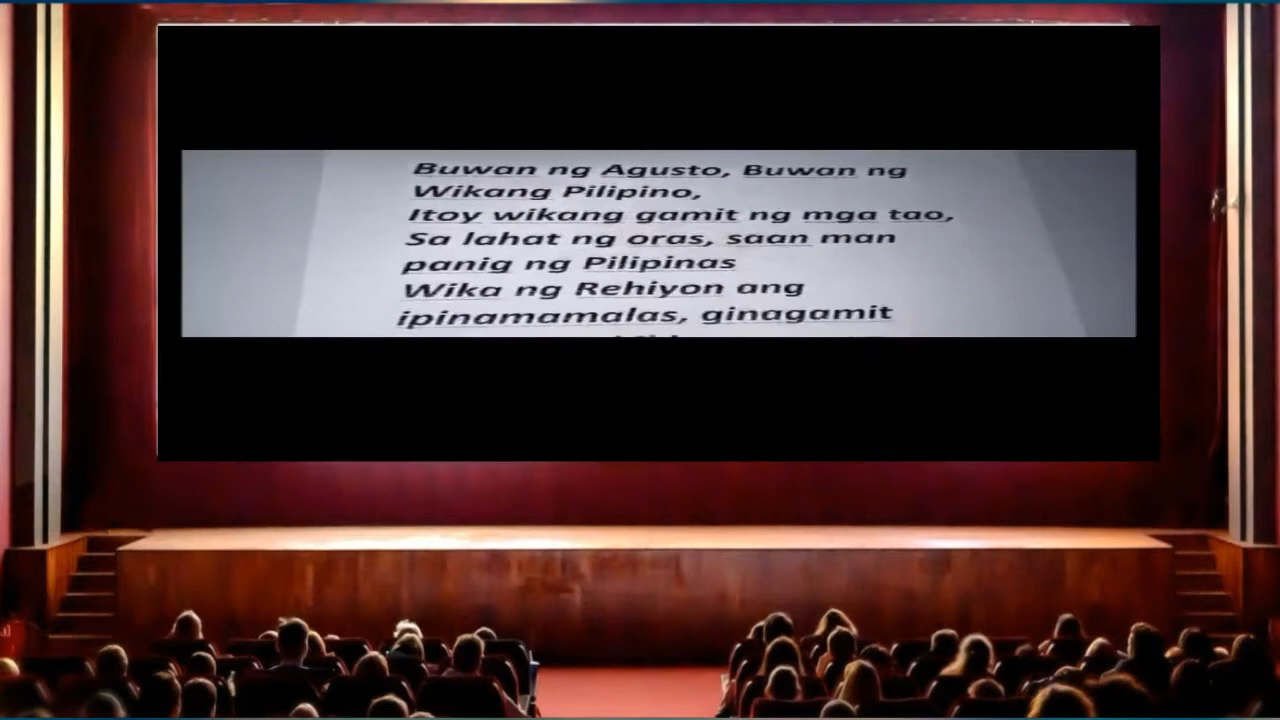 Buwan ng Agusto, Buwan ng
Wikang Pilipino,
Itoy wikang gamit ng mga tao,
Sa lahat ng oras, saan man
panig ng Pilipinas
Wika ng Rehiyon ang
ipinamamalas, ginagamit